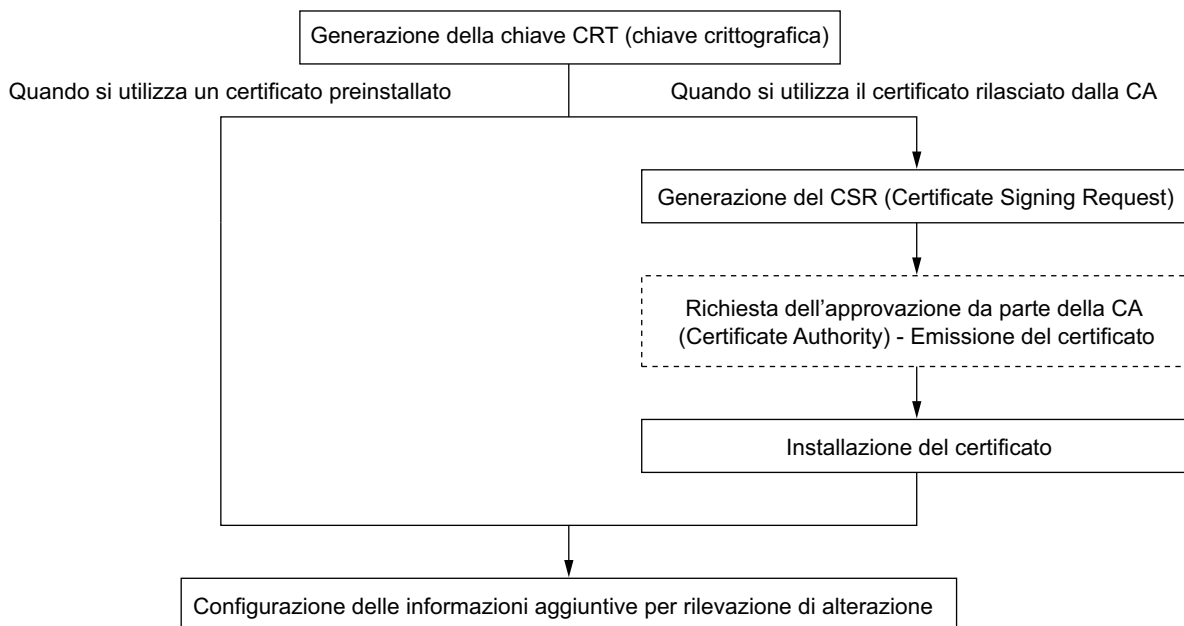 Generazione della chiave CRT (chiave crittografica)
Quando si utilizza un certificato preinstallato
Quando si utilizza il certificato rilasciato dalla CA
Generazione del CSR (Certificate Signing Request)
Richiesta dell’approvazione da parte della CA
(Certificate Authority) - Emissione del certificato
Installazione del certificato
Configurazione delle informazioni aggiuntive per rilevazione di alterazione